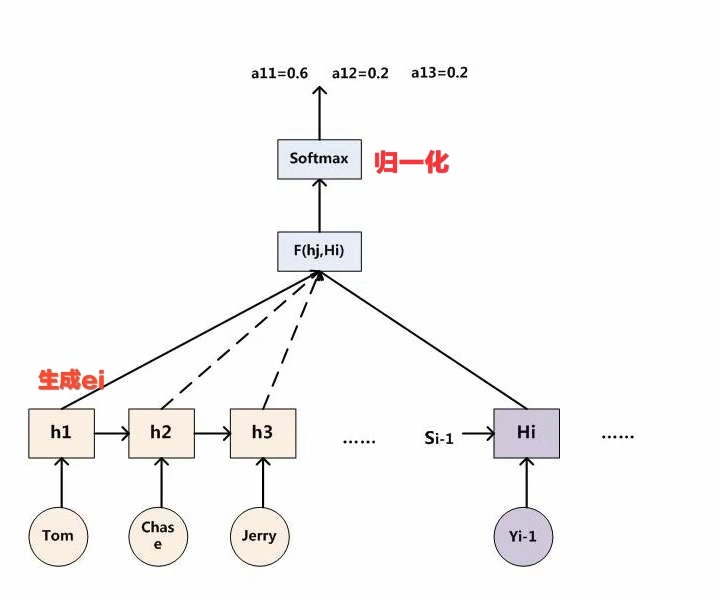 a11=0.6 a12=0.2 a13=0.2
Softmax
归一化
F(hj,Hi)
生成ei
h1
h2
h3
......
Si-1
Hi
......
Tom
Chas
e
Jerry
Yi-1